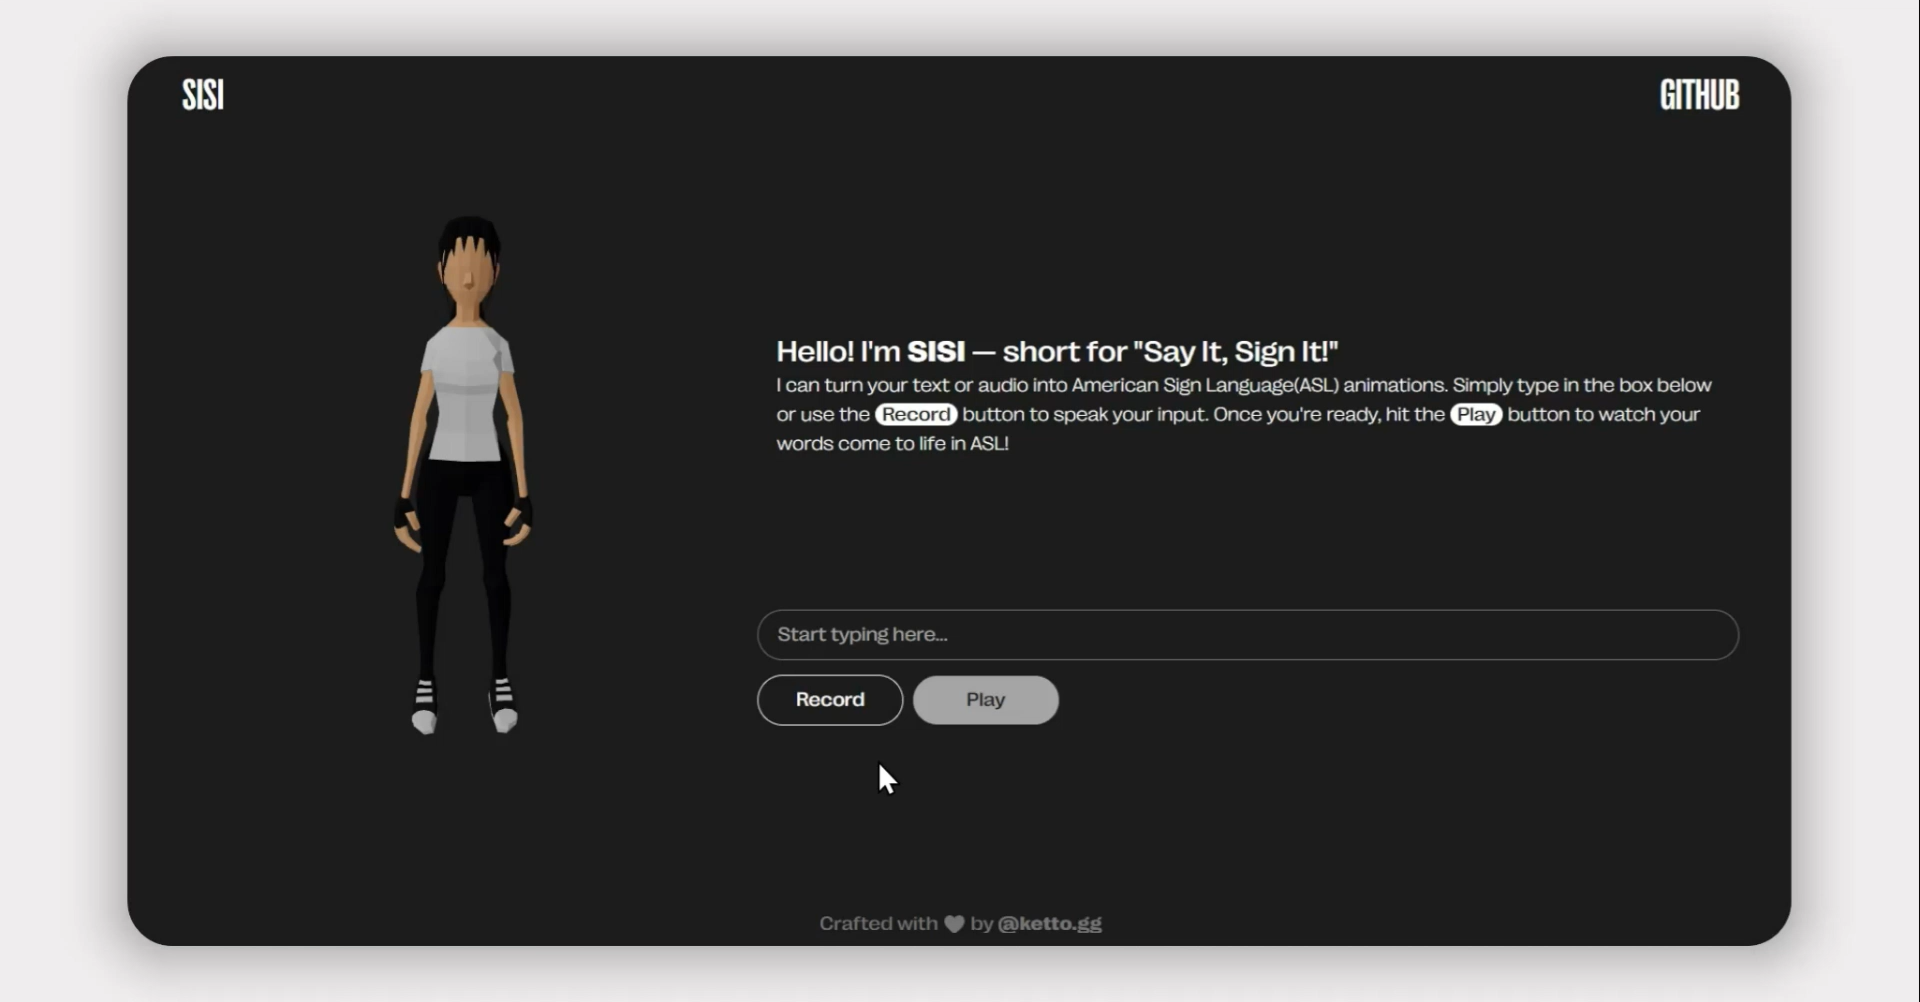 SISI
GITHUB
Hello! I'm SISI — short for "Say It, Sign It!"
I can turn your text or audio into American Sign Language(ASL) animations. Simply type in the box below
or use the Record button to speak your input. Once you're ready, hit the Play button to watch your
words come to life in ASL!
Start typing here...
Record
Play
Crafted with 🖤 by @ketto.gg